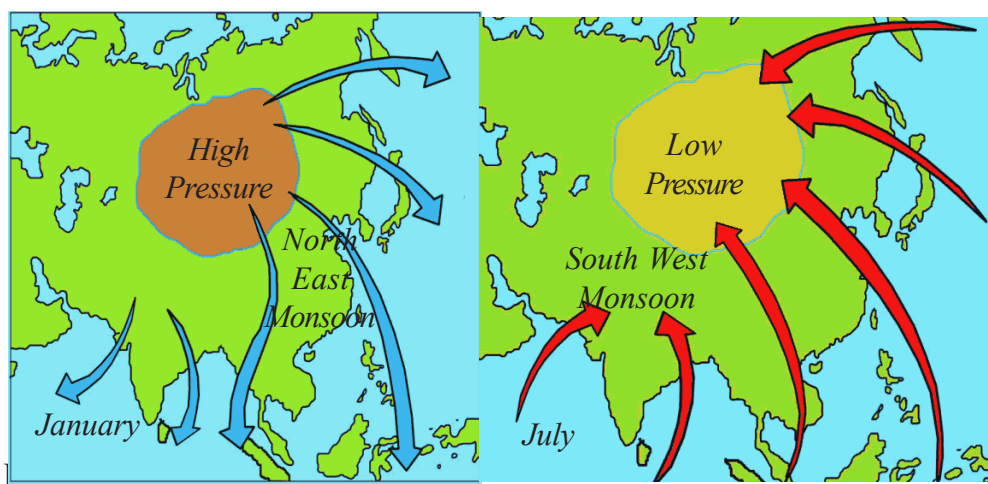 High
Pressure
North
East
Monsoon
January
Low
Pressure
South West
Monsoon
July